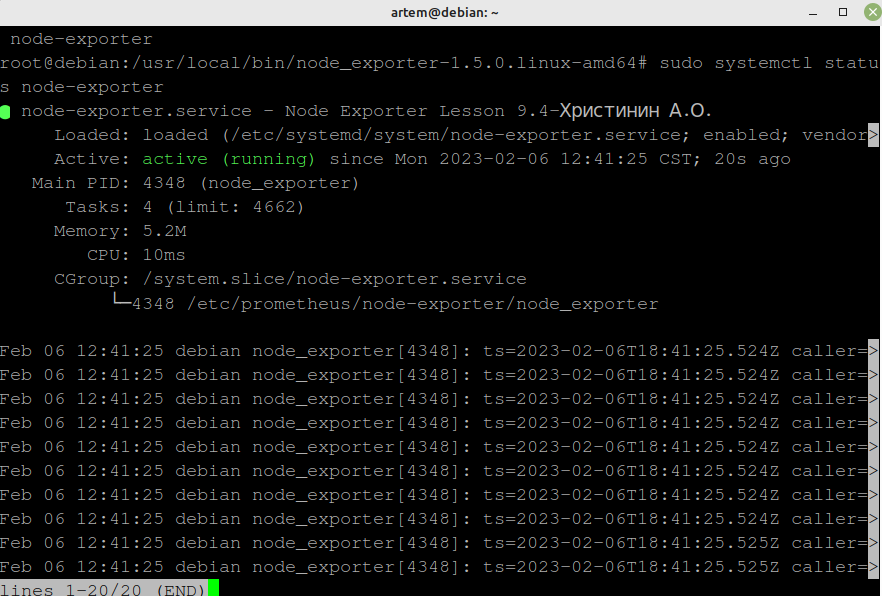 artem@debian: ~
node-exporter
root@debian:/usr/local/bin/node_exporter-1.5.0.linux-amd64# sudo systemctl statu
s node-exporter
● node-exporter.service - Node Exporter Lesson 9.4-Христинин А.О.
Loaded: loaded (/etc/systemd/system/node-exporter.service; enabled; vendor>
Active: active (running) since Mon 2023-02-06 12:41:25 CST; 20s ago
Main PID: 4348 (node_exporter)
Tasks: 4 (limit: 4662)
Memory: 5.2M
CPU: 10ms
CGroup: /system.slice/node-exporter.service
└─4348 /etc/prometheus/node-exporter/node_exporter
Feb 06 12:41:25 debian node_exporter[4348]: ts=2023-02-06T18:41:25.524Z caller=>
Feb 06 12:41:25 debian node_exporter[4348]: ts=2023-02-06T18:41:25.524Z caller=>
Feb 06 12:41:25 debian node_exporter[4348]: ts=2023-02-06T18:41:25.524Z caller=>
Feb 06 12:41:25 debian node_exporter[4348]: ts=2023-02-06T18:41:25.524Z caller=>
Feb 06 12:41:25 debian node_exporter[4348]: ts=2023-02-06T18:41:25.524Z caller=>
Feb 06 12:41:25 debian node_exporter[4348]: ts=2023-02-06T18:41:25.524Z caller=>
Feb 06 12:41:25 debian node_exporter[4348]: ts=2023-02-06T18:41:25.524Z caller=>
Feb 06 12:41:25 debian node_exporter[4348]: ts=2023-02-06T18:41:25.524Z caller=>
Feb 06 12:41:25 debian node_exporter[4348]: ts=2023-02-06T18:41:25.525Z caller=>
Feb 06 12:41:25 debian node_exporter[4348]: ts=2023-02-06T18:41:25.525Z caller=>
lines 1-20/20 (END)